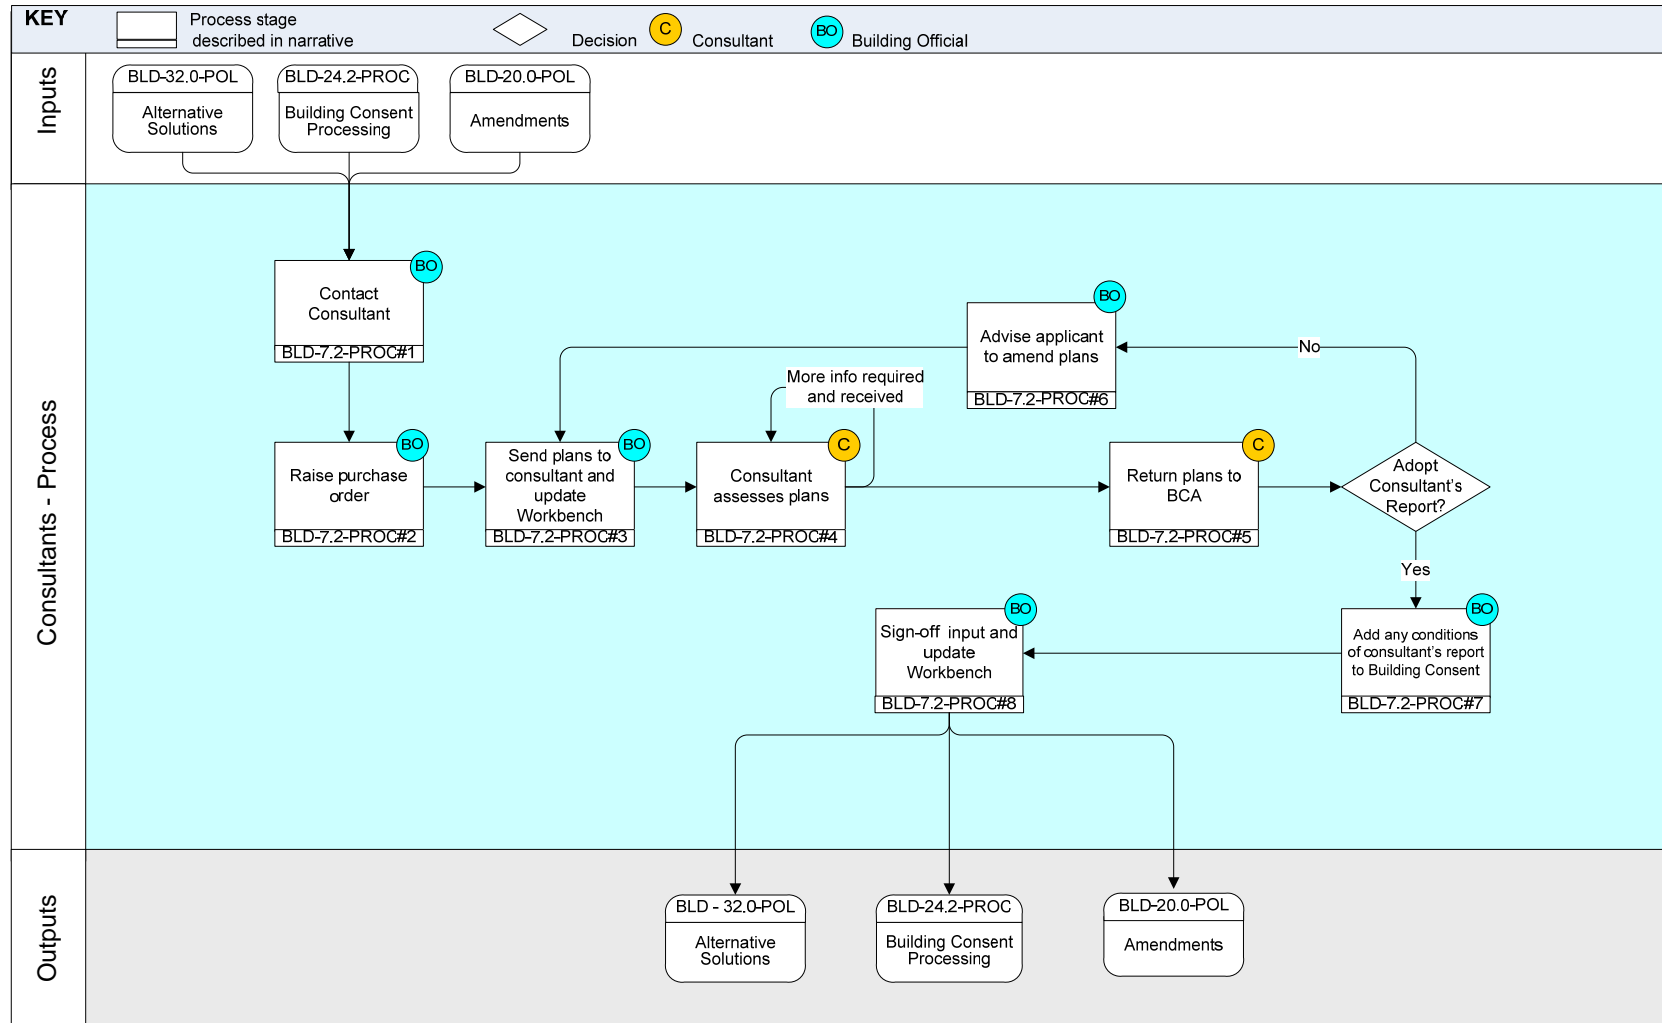 KEY
Process stage
described in narrative
Decision
C
Consultant
BO
Building Official
Inputs
BLD-32.0-POL
Alternative
Solutions
BLD-24.2-PROC
Building Consent
Processing
BLD-20.0-POL
Amendments
Consultants - Process
BO
Contact
Consultant
BLD-7.2-PROC#1
BO
Advise applicant
to amend plans
BLD-7.2-PROC#6
No
More info required
and received
BO
Raise purchase
order
BLD-7.2-PROC#2
BO
Send plans to
consultant and
update
Workbench
BLD-7.2-PROC#3
C
Consultant
assesses plans
BLD-7.2-PROC#4
C
Return plans to
BCA
BLD-7.2-PROC#5
Adopt
Consultant's
Report?
Yes
BO
Sign-off input and
update
Workbench
BLD-7.2-PROC#8
BO
Add any conditions
of consultant's report
to Building Consent
BLD-7.2-PROC#7
Outputs
BLD - 32.0-POL
Alternative
Solutions
BLD-24.2-PROC
Building Consent
Processing
BLD-20.0-POL
Amendments